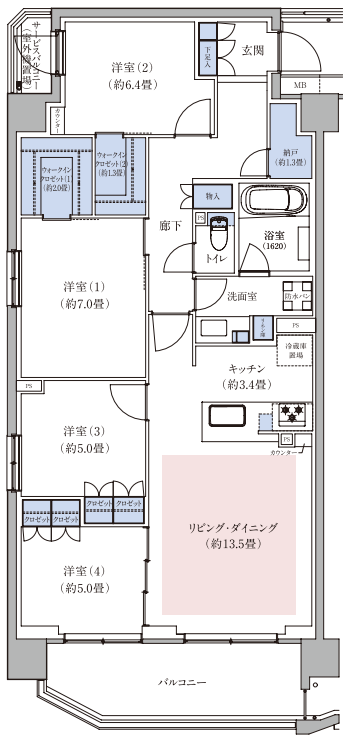 サービスバルコニー
(室外機置場)
洋室(2)
(約6.4畳)
下足入
玄関
MB
カウンター
ウォークイン
クロゼット(1)
(約2.0畳)
ウォークイン
クロゼット(2)
(約1.3畳)
納戸
(約1.3畳)
物入
PS
廊下
トイレ
浴室
(1620)
洗面室
防水パン
洋室(1)
(約7.0畳)
リネン庫
PS
冷蔵庫
置場
キッチン
(約3.4畳)
PS
洋室(3)
(約5.0畳)
PS
カウンター
クロゼット
クロゼット
クロゼット
クロゼット
リビング・ダイニング
(約13.5畳)
洋室(4)
(約5.0畳)
バルコニー